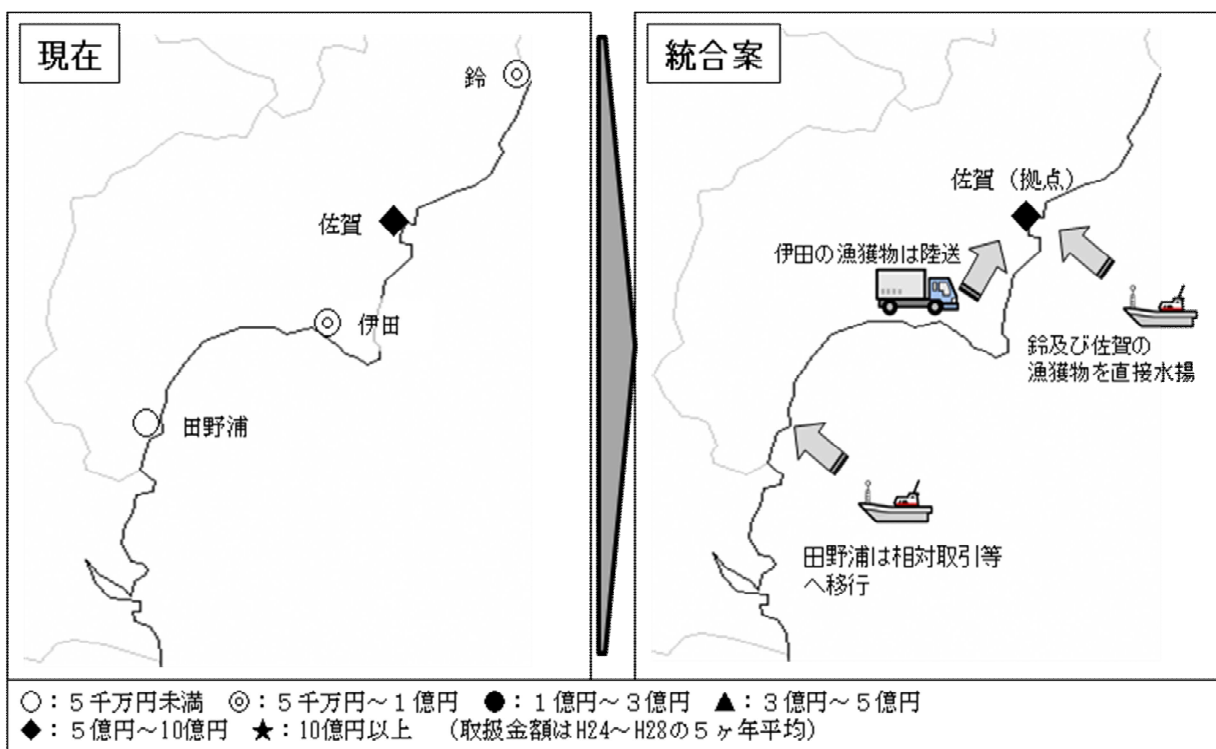 現在
鈴
佐賀
伊田
田野浦
統合案
佐賀（拠点）
伊田の漁獲物は陸送
鈴及び佐賀の
漁獲物を直接水揚
田野浦は相対取引等
へ移行
○：５千万円未満　◎：５千万円～１億円　●：１億円～３億円　▲：３億円～５億円
◆：５億円～10億円　★：10億円以上　（取扱金額はH24～H28の５ヶ年平均）